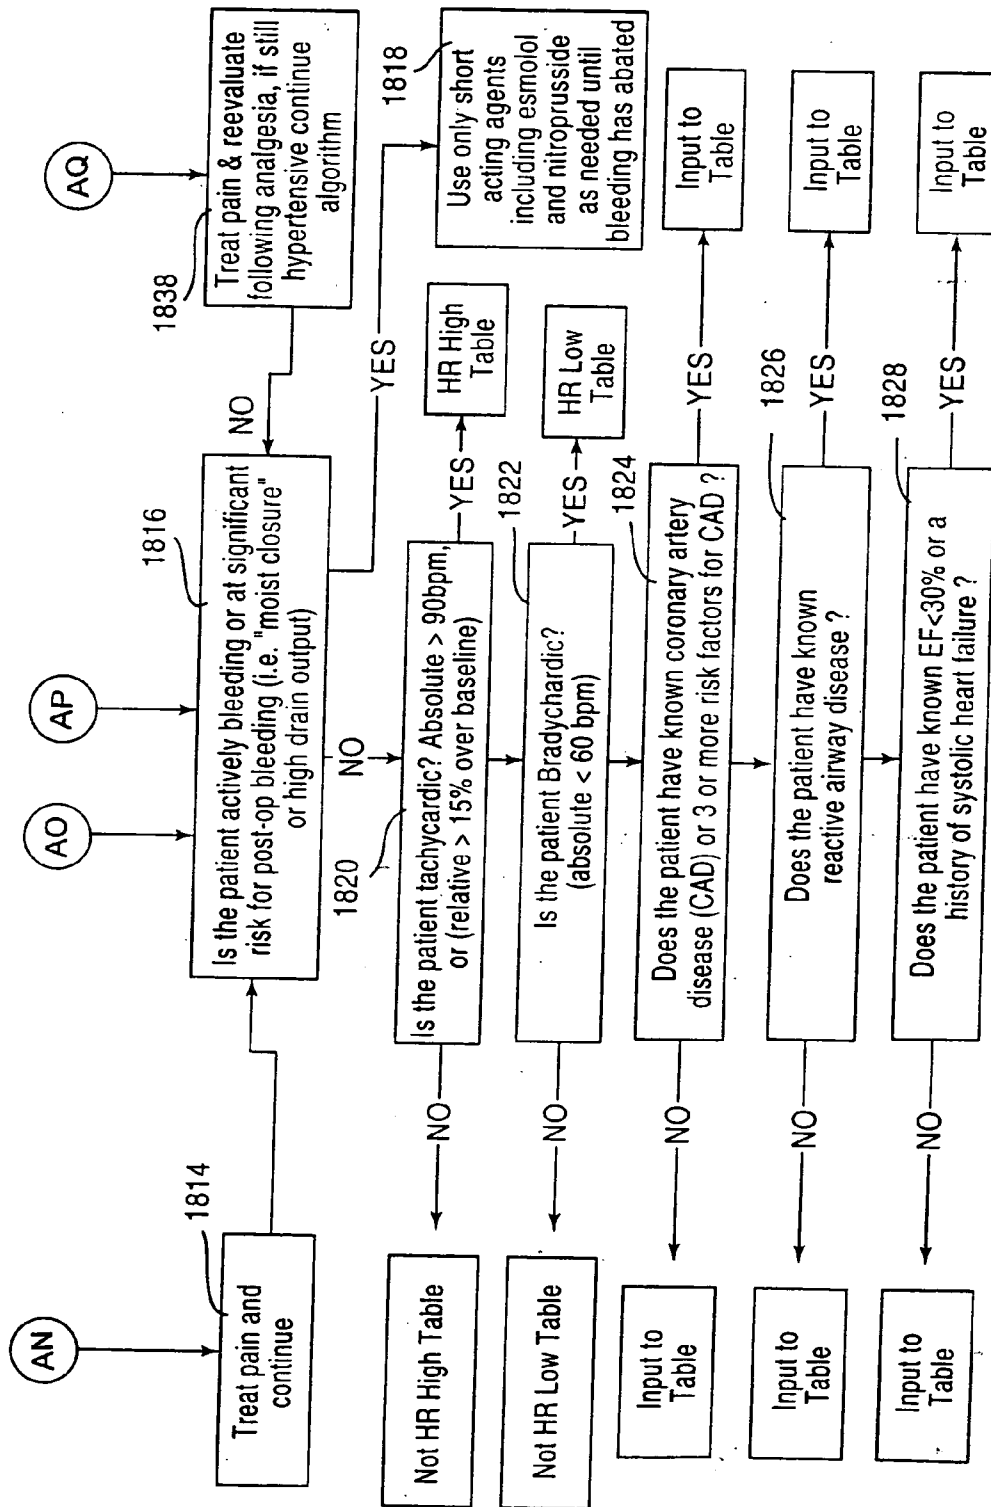 AN
AO
AP
AQ
1814
Treat pain and
continue
1816
Is the patient actively bleeding or at significant
risk for post-op bleeding (i.e. "moist closure"
or high drain output)
NO
1838
Treat pain & reevaluate
following analgesia, if still
hypertensive continue
algorithm
YES
1818
Use only short
acting agents
including esmolol
and nitroprusside
as needed until
bleeding has abated
NO
1820
Is the patient tachycardic? Absolute > 90bpm,
or (relative > 15% over baseline)
NO
Not HR High Table
YES
HR High
Table
1822
Is the patient Bradychardic?
(absolute < 60 bpm)
NO
Not HR Low Table
YES
HR Low
Table
1824
Does the patient have known coronary artery
disease (CAD) or 3 or more risk factors for CAD ?
NO
Input to
Table
YES
Input to
Table
1826
Does the patient have known
reactive airway disease ?
NO
Input to
Table
YES
Input to
Table
1828
Does the patient have known EF<30% or a
history of systolic heart failure ?
NO
Input to
Table
YES
Input to
Table